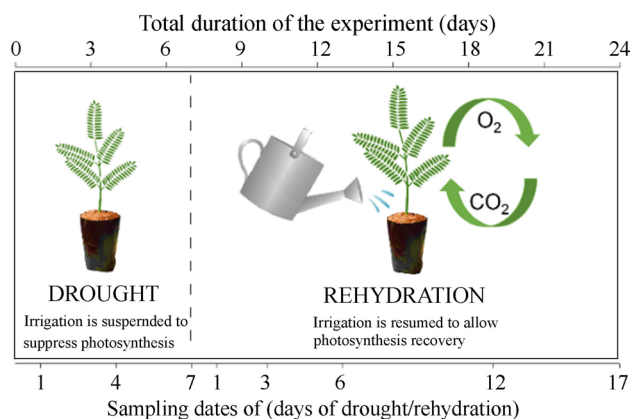 Total duration of the experiment (days)
0 3 6 9 12 15 18 21 24
O2
CO2
DROUGHT
Irrigation is suspernded to
suppress photosynthesis
REHYDRATION
Irrigation is resumed to allow
photosynthesis recovery
1 4 7 1 3 6 12 17
Sampling dates of (days of drought/rehydration)